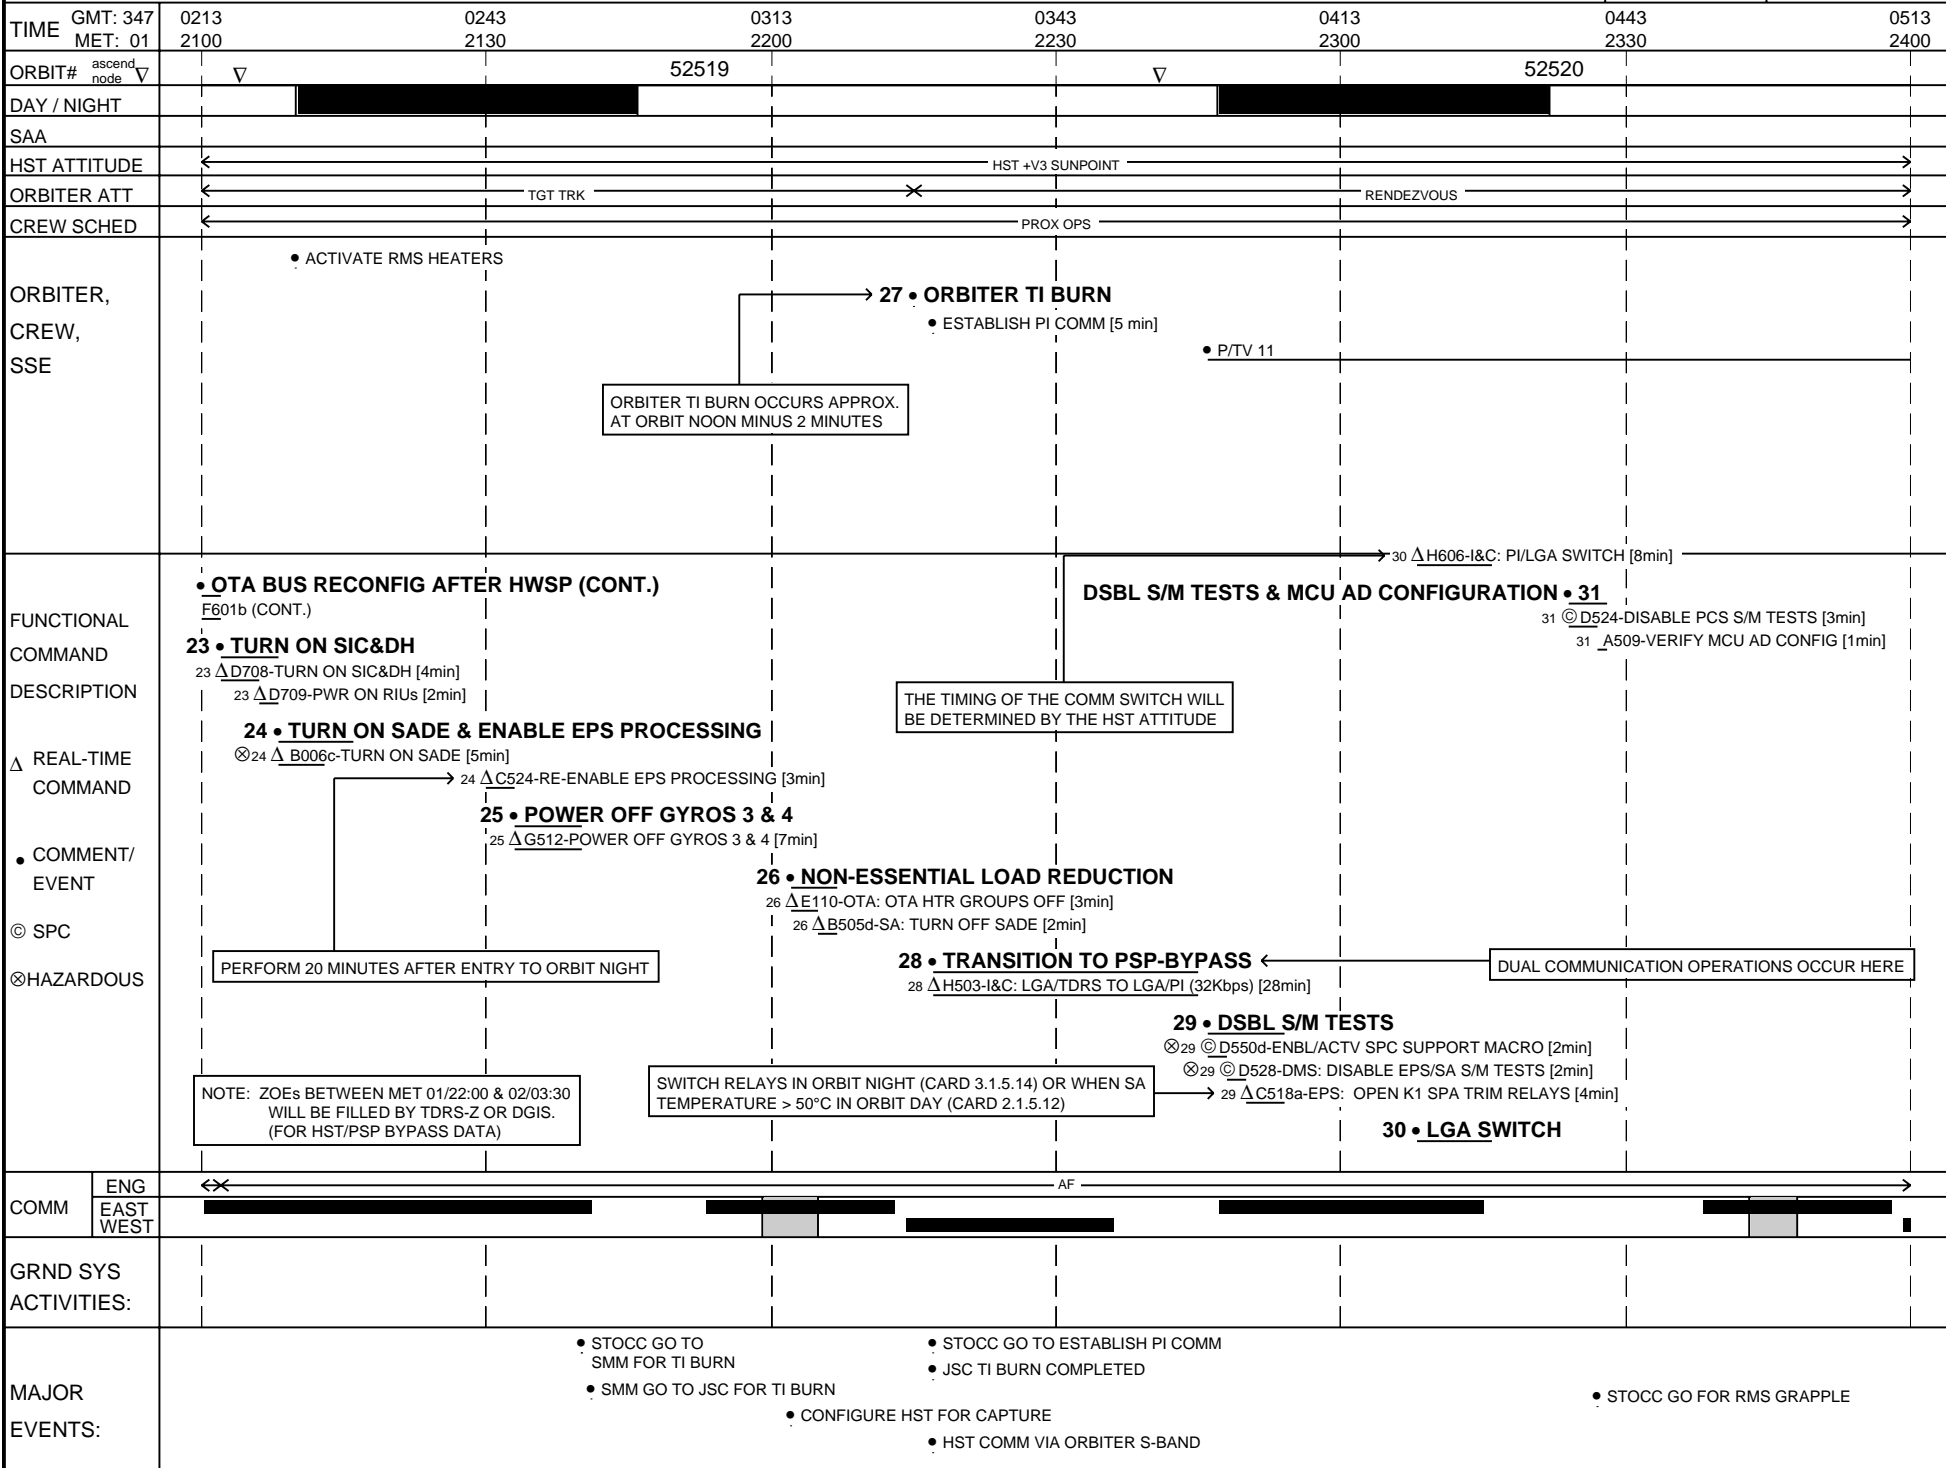 TIME GMT: 347 0213 0243 0313 0343 0413 0443 0513
MET: 01 2100 2130 2200 2230 2300 2330 2400
ORBIT# ascend node ∇ ∇ 52519 ∇ 52520
DAY / NIGHT
SAA
HST ATTITUDE HST +V3 SUNPOINT
ORBITER ATT TGT TRK RENDEZVOUS
CREW SCHED PROX OPS
ORBITER,
CREW,
SSE
• ACTIVATE RMS HEATERS
27 • ORBITER TI BURN
• ESTABLISH PI COMM [5 min]
• P/TV 11
ORBITER TI BURN OCCURS APPROX.
AT ORBIT NOON MINUS 2 MINUTES
FUNCTIONAL
COMMAND
DESCRIPTION
Δ REAL-TIME
COMMAND
• COMMENT/
EVENT
© SPC
⊗HAZARDOUS
30 Δ H606-I&C: PI/LGA SWITCH [8min]
• OTA BUS RECONFIG AFTER HWSP (CONT.)
F601b (CONT.)
DSBL S/M TESTS & MCU AD CONFIGURATION • 31
31 © D524-DISABLE PCS S/M TESTS [3min]
31 A509-VERIFY MCU AD CONFIG [1min]
23 • TURN ON SIC&DH
23 Δ D708-TURN ON SIC&DH [4min]
23 Δ D709-PWR ON RIUs [2min]
THE TIMING OF THE COMM SWITCH WILL
BE DETERMINED BY THE HST ATTITUDE
24 • TURN ON SADE & ENABLE EPS PROCESSING
⊗24 Δ B006c-TURN ON SADE [5min]
24 Δ C524-RE-ENABLE EPS PROCESSING [3min]
25 • POWER OFF GYROS 3 & 4
25 Δ G512-POWER OFF GYROS 3 & 4 [7min]
26 • NON-ESSENTIAL LOAD REDUCTION
26 Δ E110-OTA: OTA HTR GROUPS OFF [3min]
26 Δ B505d-SA: TURN OFF SADE [2min]
PERFORM 20 MINUTES AFTER ENTRY TO ORBIT NIGHT
28 • TRANSITION TO PSP-BYPASS
28 Δ H503-I&C: LGA/TDRS TO LGA/PI (32Kbps) [28min]
DUAL COMMUNICATION OPERATIONS OCCUR HERE
29 • DSBL S/M TESTS
⊗29 © D550d-ENBL/ACTV SPC SUPPORT MACRO [2min]
⊗29 © D528-DMS: DISABLE EPS/SA S/M TESTS [2min]
29 Δ C518a-EPS: OPEN K1 SPA TRIM RELAYS [4min]
SWITCH RELAYS IN ORBIT NIGHT (CARD 3.1.5.14) OR WHEN SA
TEMPERATURE > 50°C IN ORBIT DAY (CARD 2.1.5.12)
NOTE: ZOEs BETWEEN MET 01/22:00 & 02/03:30
WILL BE FILLED BY TDRS-Z OR DGIS.
(FOR HST/PSP BYPASS DATA)
30 • LGA SWITCH
COMM
ENG AF
EAST
WEST
GRND SYS
ACTIVITIES:
MAJOR
EVENTS:
• STOCC GO TO
SMM FOR TI BURN
• SMM GO TO JSC FOR TI BURN
• CONFIGURE HST FOR CAPTURE
• STOCC GO TO ESTABLISH PI COMM
• JSC TI BURN COMPLETED
• HST COMM VIA ORBITER S-BAND
• STOCC GO FOR RMS GRAPPLE